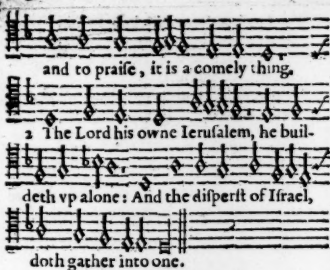 and to praiſe, it is a comely thing.
2 The Lord his owne Ieruſalem, he buil-
deth vp alone: And the diſperſt of Iſrael,
doth gather into one.